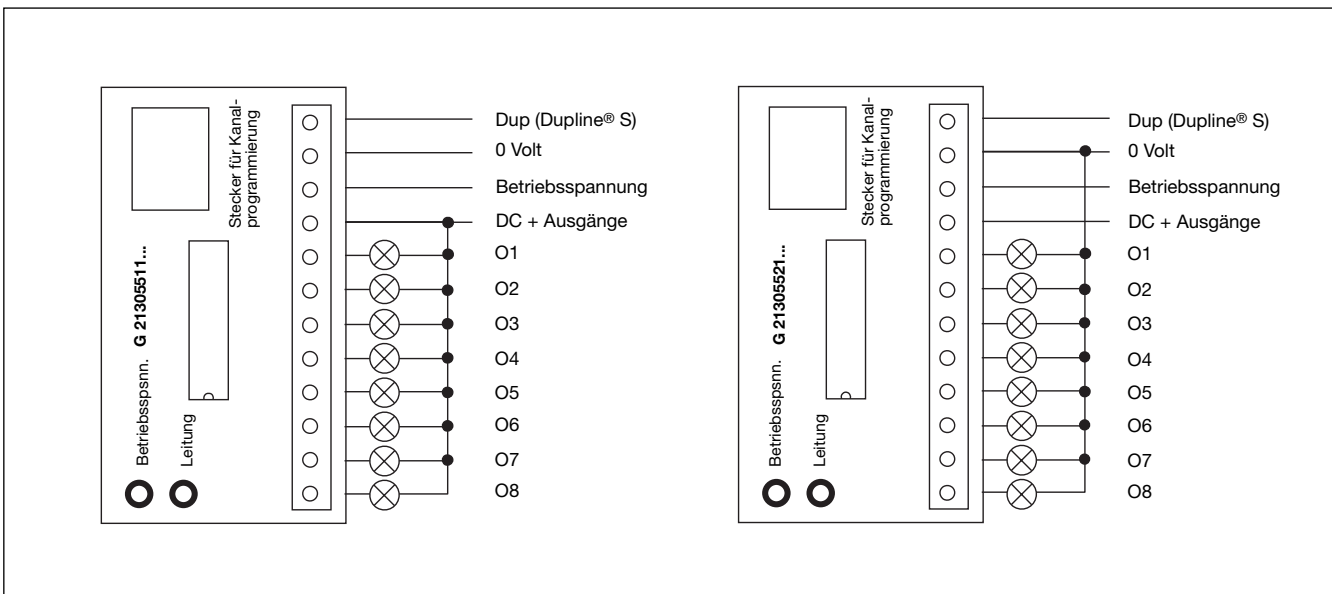 Stecker für Kanal-
programmierung
G 21305511...
Betriebsspsnn.
Leitung
Dup (Dupline® S)
0 Volt
Betriebsspannung
DC + Ausgänge
O1
O2
O3
O4
O5
O6
O7
O8
Stecker für Kanal-
programmierung
G 21305521...
Betriebsspsnn.
Leitung
Dup (Dupline® S)
0 Volt
Betriebsspannung
DC + Ausgänge
O1
O2
O3
O4
O5
O6
O7
O8